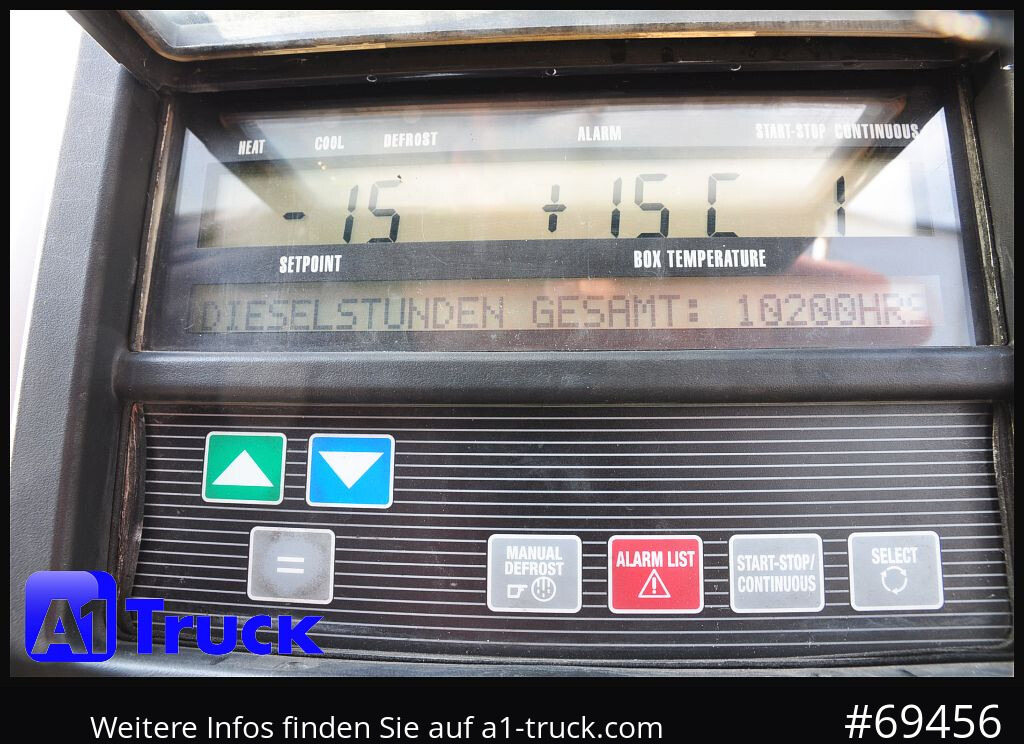 HEAT COOL DEFROST ALARM START-STOP CONTINUOUS
- 15 + 15 C 1
SETPOINT BOX TEMPERATURE
DIESELSTUNDEN GESAMT: 10200HRS
MANUAL DEFROST
ALARM LIST
START-STOP/
CONTINUOUS
SELECT
=
A1 Truck
Weitere Infos finden Sie auf a1-truck.com
#69456